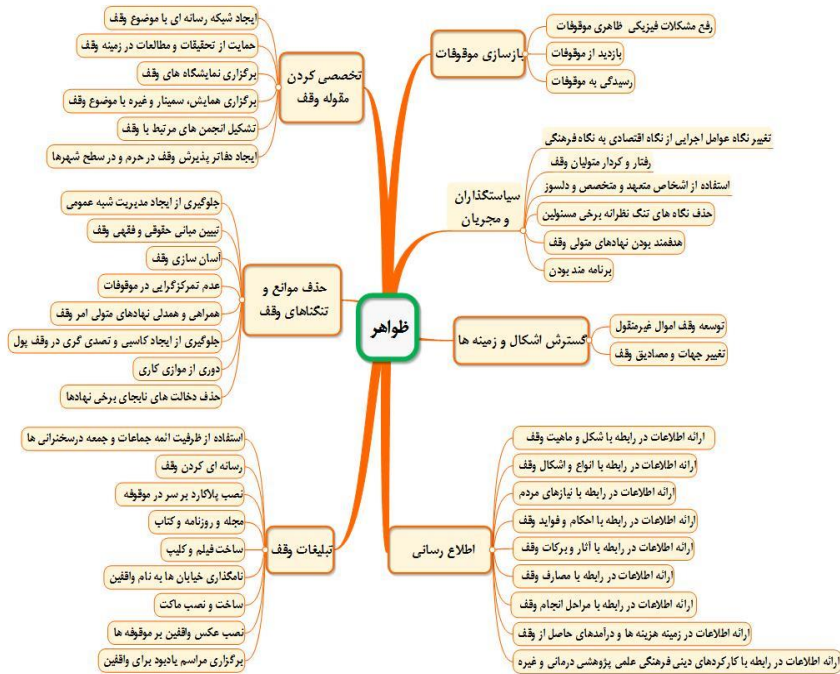 ظواهر
بازسازی موقوفات
رفع مشکلات فیزیکی ظاهری موقوفات
بازدید از موقوفات
رسیدگی به موقوفات
سیاستگذاران
و مجریان
تغییر نگاه عوامل اجرایی از نگاه اقتصادی به نگاه فرهنگی
رفتار و کردار متولیان وقف
استفاده از اشخاص متعهد و متخصص و دلسوز
حذف نگاه های تنگ نظرانه برخی مسئولین
هدفمند بودن نهادهای متولی وقف
برنامه مند بودن
گسترش اشکال و زمینه ها
توسعه وقف اموال غیرمنقول
تغییر جهات و مصادیق وقف
اطلاع رسانی
ارائه اطلاعات در رابطه با شکل و ماهیت وقف
ارائه اطلاعات در رابطه با انواع و اشکال وقف
ارائه اطلاعات در رابطه با نیازهای مردم
ارائه اطلاعات در رابطه با احکام و فواید وقف
ارائه اطلاعات در رابطه با آثار و برکات وقف
ارائه اطلاعات در رابطه با مصارف وقف
ارائه اطلاعات در رابطه با مراحل انجام وقف
ارائه اطلاعات در زمینه هزینه ها و درآمدهای حاصل از وقف
ارائه اطلاعات در رابطه با کارکردهای دینی فرهنگی علمی پژوهشی درمانی و غیره
تخصصی کردن
مقوله وقف
ایجاد شبکه رسانه ای با موضوع وقف
حمایت از تحقیقات و مطالعات در زمینه وقف
برگزاری نمایشگاه های وقف
برگزاری همایش، سمینار و غیره با موضوع وقف
تشکیل انجمن های مرتبط با وقف
ایجاد دفاتر پذیرش وقف در حرم و در سطح شهرها
حذف موانع و
تنگناهای وقف
جلوگیری از ایجاد مدیریت شبه عمومی
تبیین مبانی حقوقی و فقهی وقف
آسان سازی وقف
عدم تمرکزگرایی در موقوفات
همراهی و همدلی نهادهای متولی امر وقف
جلوگیری از ایجاد کاسبی و تصدی گری در وقف پول
دوری از موازی کاری
حذف دخالت های نابجای برخی نهادها
تبلیغات وقف
استفاده از ظرفیت ائمه جماعات و جمعه درسخنرانی ها
رسانه ای کردن وقف
نصب پلاکارد بر سر در موقوفه
مجله و روزنامه و کتاب
ساخت فیلم و کلیپ
نامگذاری خیابان ها به نام واقفین
ساخت و نصب ماکت
نصب عکس واقفین بر موقوفه ها
برگزاری مراسم یادبود برای واقفین